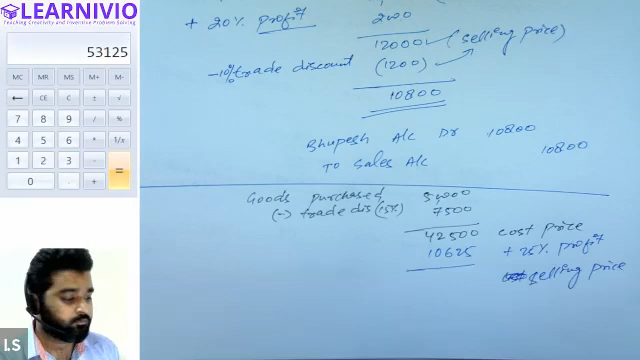 LEARNIVIO
Teaching Creativity and Inventive Problem Solving
53125
MC MR MS M+ M-
← CE C ± √
7 8 9 / %
4 5 6 * 1/x
1 2 3 - =
0 . +
+ 20% profit 2000
12000 (selling price)
-10% trade discount (1200)
10800
Bhupesh A/c Dr 10800
To Sales A/c 10800
Goods purchased 50000
(-) trade dis (15%) 7500
42500 cost price
10625 + 25% profit
selling price
I.S